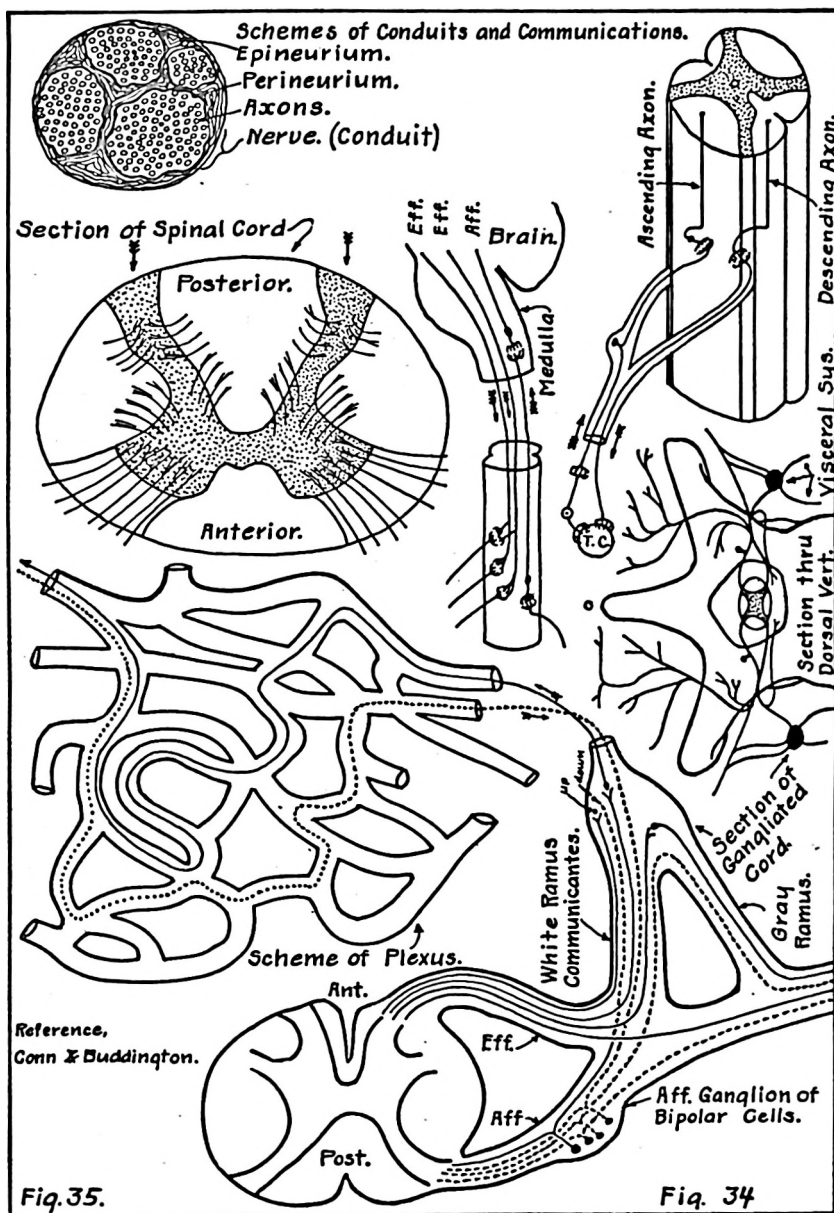 Schemes of Conduits and Communications.
Epineurium.
Perineurium.
Axons.
Nerve. (Conduit)
Ascending Axon.
Descending Axon.
Section of Spinal Cord
Posterior.
Anterior.
Eff.
Eff.
Aff.
Brain.
Medulla
T.C.
Visceral Sys.
Section thru
Dorsal Vert.
up
down
Section of
Gangliated
Cord.
Gray
Ramus.
White Ramus
Communicantes.
Scheme of Plexus.
Ant.
Reference,
Conn & Buddington.
Eff.
Aff
Aff. Ganglion of
Bipolar Cells.
Post.
Fig. 35.
Fig. 34